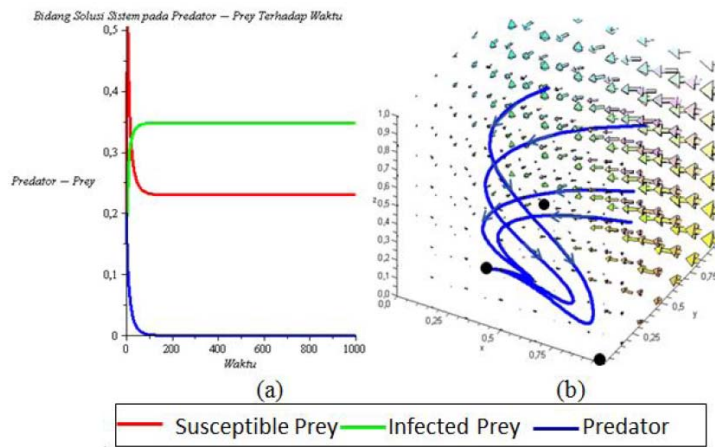 Bidang Solusi Sistem pada Predator – Prey Terhadap Waktu
0,5
0,4
Predator – Prey
0,3
0,2
0,1
0
0 200 400 600 800 1000
Waktu
(a)
1,0
0,9
0,8
0,7
0,6
z
0,5
0,4
0,3
0,2
0,1
0,0
0,0
0,25
0,5
x
0,75
0,25
0,5
y
0,75
(b)
Susceptible Prey Infected Prey Predator